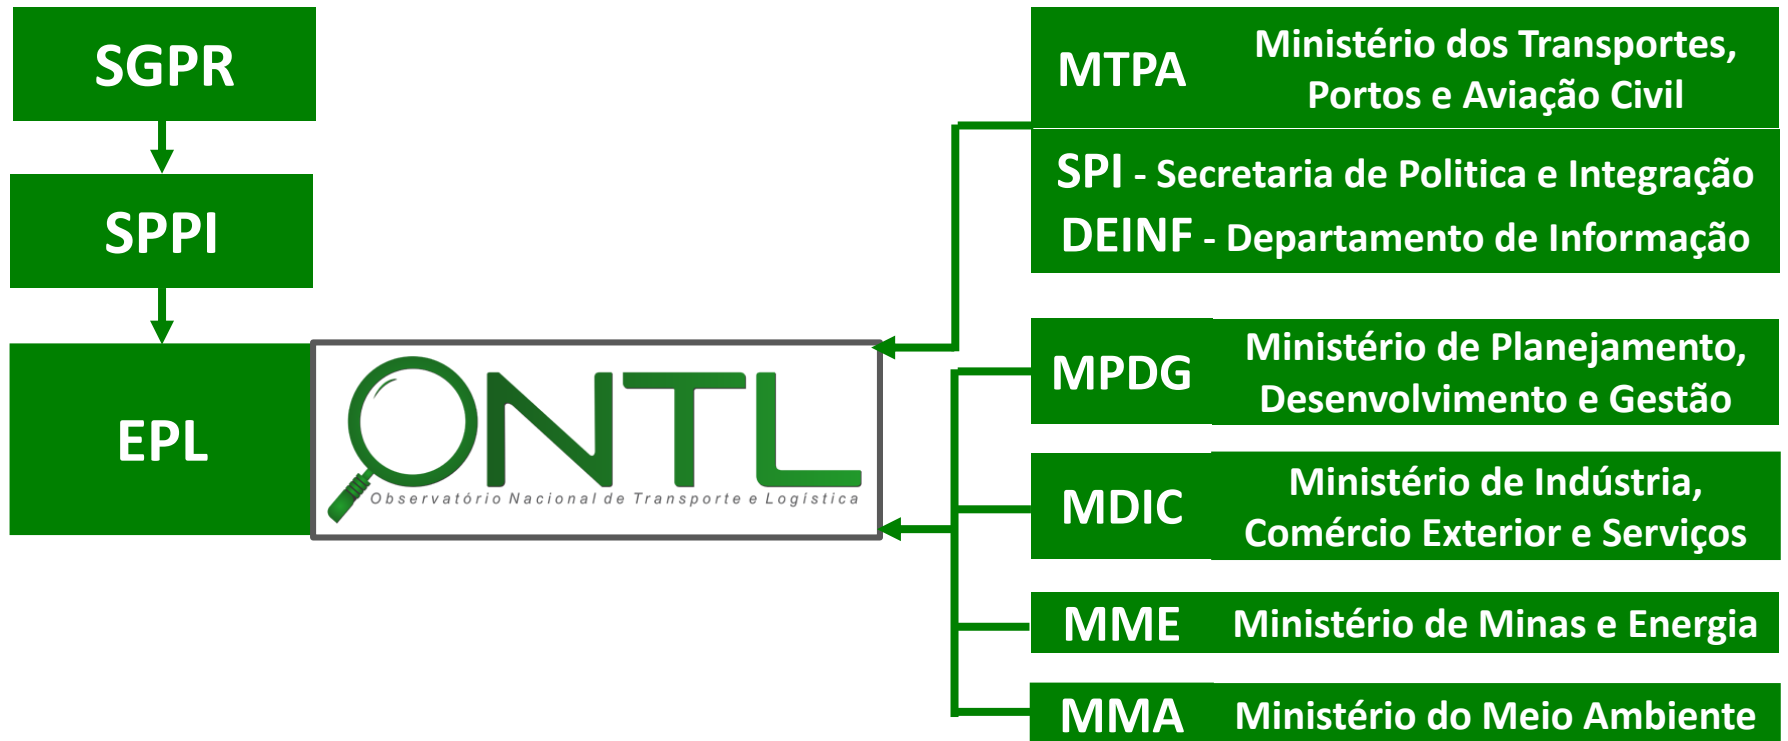 SGPR
SPPI
EPL
ONTL
Observatório Nacional de Transporte e Logística
MTPA
Ministério dos Transportes,
Portos e Aviação Civil
SPI - Secretaria de Politica e Integração
DEINF - Departamento de Informação
MPDG
Ministério de Planejamento,
Desenvolvimento e Gestão
MDIC
Ministério de Indústria,
Comércio Exterior e Serviços
MME Ministério de Minas e Energia
MMA Ministério do Meio Ambiente